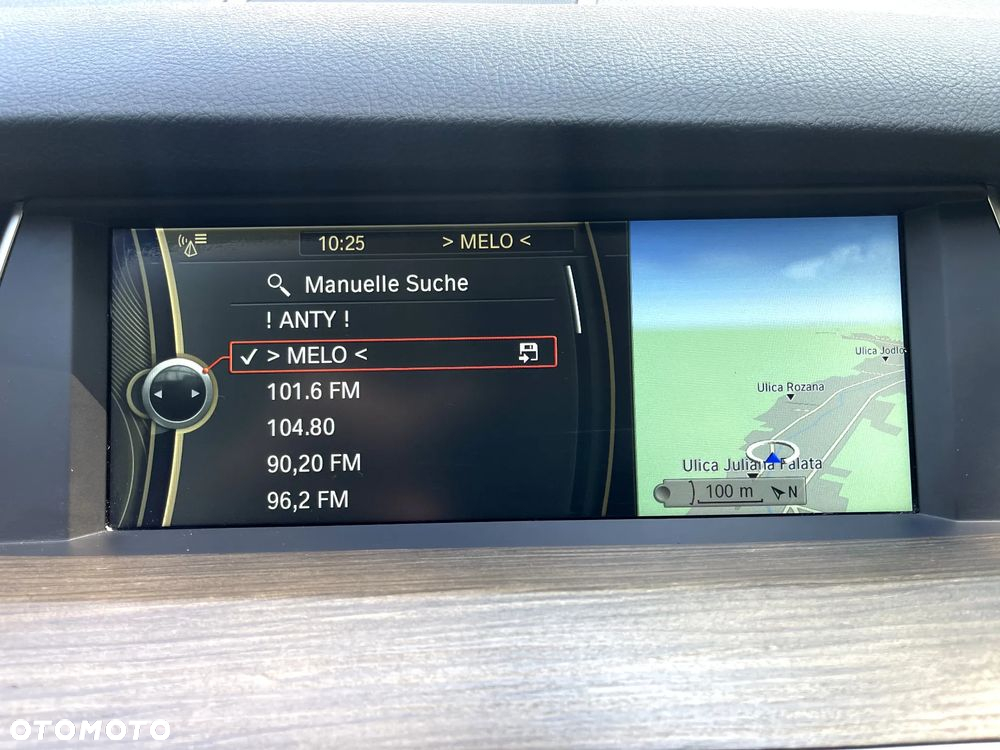 10:25 > MELO <
Manuelle Suche
! ANTY !
> MELO <
101.6 FM
104.80
90,20 FM
96,2 FM
Ulica Jodło
Ulica Rozana
Ulica Juliana Falata
100 m N
OTOMOTO